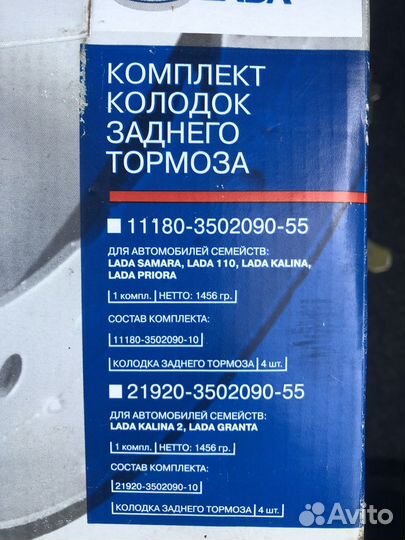 LADA
КОМПЛЕКТ
КОЛОДОК
ЗАДНЕГО
ТОРМОЗА
11180-3502090-55
ДЛЯ АВТОМОБИЛЕЙ СЕМЕЙСТВ:
LADA SAMARA, LADA 110, LADA KALINA,
LADA PRIORA
1 компл. НЕТТО: 1456 гр.
СОСТАВ КОМПЛЕКТА:
11180-3502090-10
КОЛОДКА ЗАДНЕГО ТОРМОЗА 4 шт.
21920-3502090-55
ДЛЯ АВТОМОБИЛЕЙ СЕМЕЙСТВ:
LADA KALINA 2, LADA GRANTA
1 компл. НЕТТО: 1456 гр.
СОСТАВ КОМПЛЕКТА:
21920-3502090-10
КОЛОДКА ЗАДНЕГО ТОРМОЗА 4 шт.
Avito